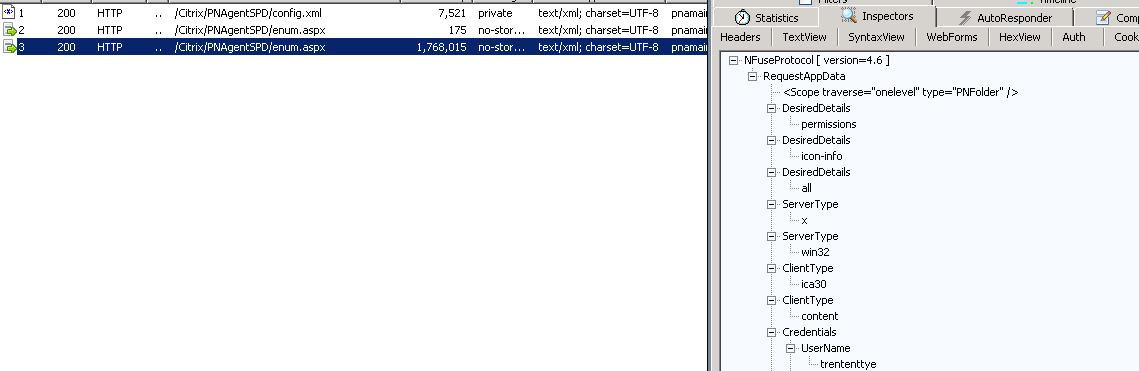 Filters
Timeline
1 200 HTTP .. /Citrix/PNAgentSPD/config.xml 7,521 private text/xml; charset=UTF-8 pnamain
2 200 HTTP .. /Citrix/PNAgentSPD/enum.aspx 175 no-stor... text/xml; charset=UTF-8 pnamain
3 200 HTTP .. /Citrix/PNAgentSPD/enum.aspx 1,768,015 no-stor... text/xml; charset=UTF-8 pnamain
Statistics Inspectors AutoResponder Comp
Headers TextView SyntaxView WebForms HexView Auth Cook
NFuseProtocol [ version=4.6 ]
RequestAppData
<Scope traverse="onelevel" type="PNFolder" />
DesiredDetails
permissions
DesiredDetails
icon-info
DesiredDetails
all
ServerType
x
ServerType
win32
ClientType
ica30
ClientType
content
Credentials
UserName
trententtye